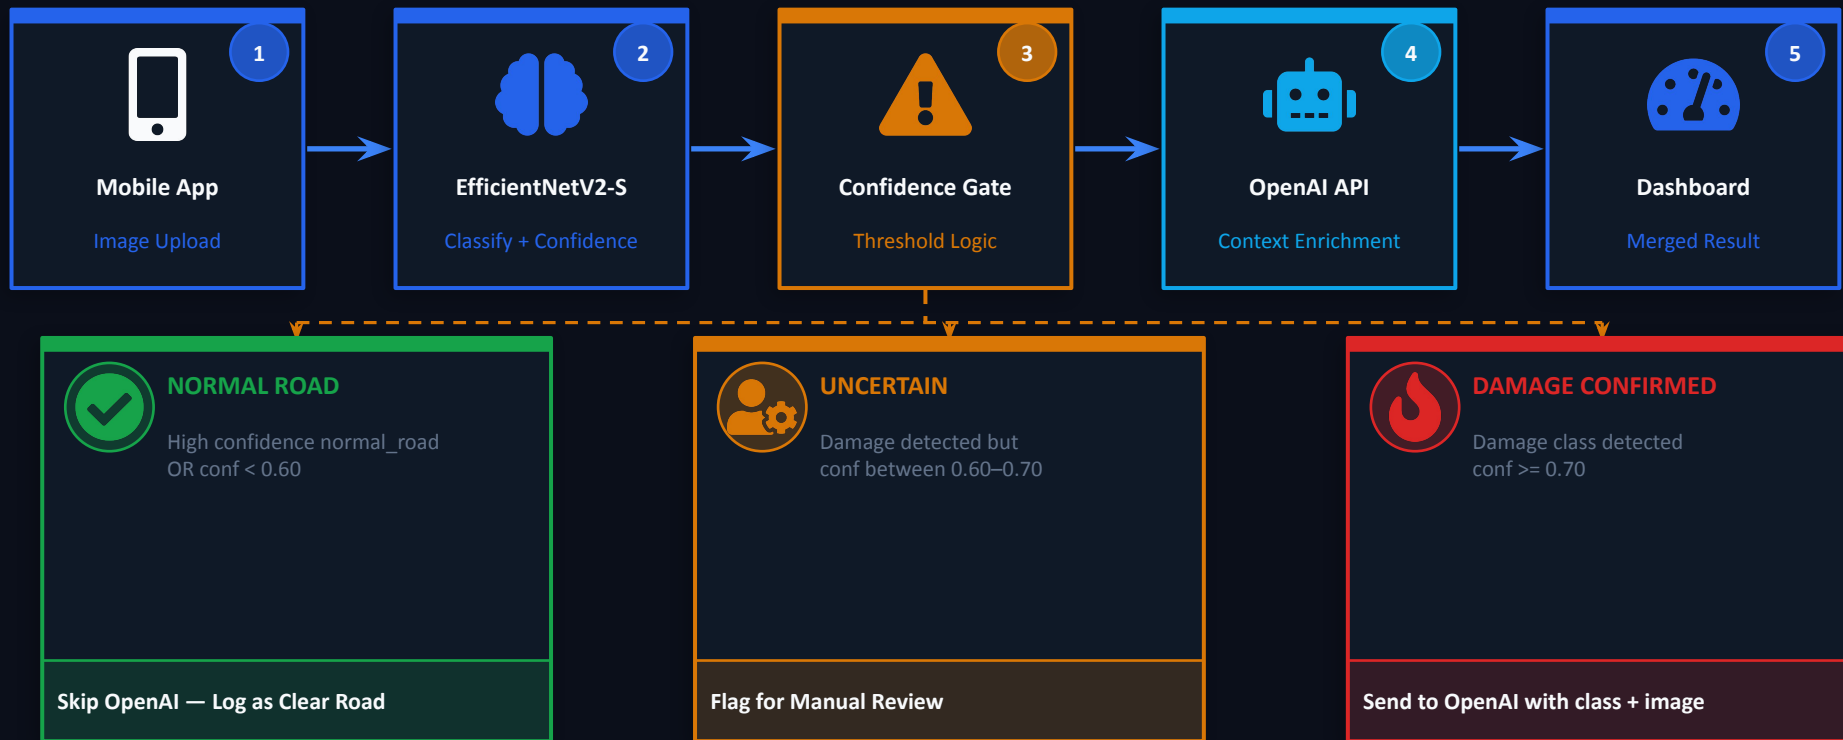 1
Mobile App
Image Upload
2
EfficientNetV2-S
Classify + Confidence
3
Confidence Gate
Threshold Logic
4
OpenAI API
Context Enrichment
5
Dashboard
Merged Result
NORMAL ROAD
High confidence normal_road
OR conf < 0.60
Skip OpenAI — Log as Clear Road
UNCERTAIN
Damage detected but
conf between 0.60–0.70
Flag for Manual Review
DAMAGE CONFIRMED
Damage class detected
conf >= 0.70
Send to OpenAI with class + image